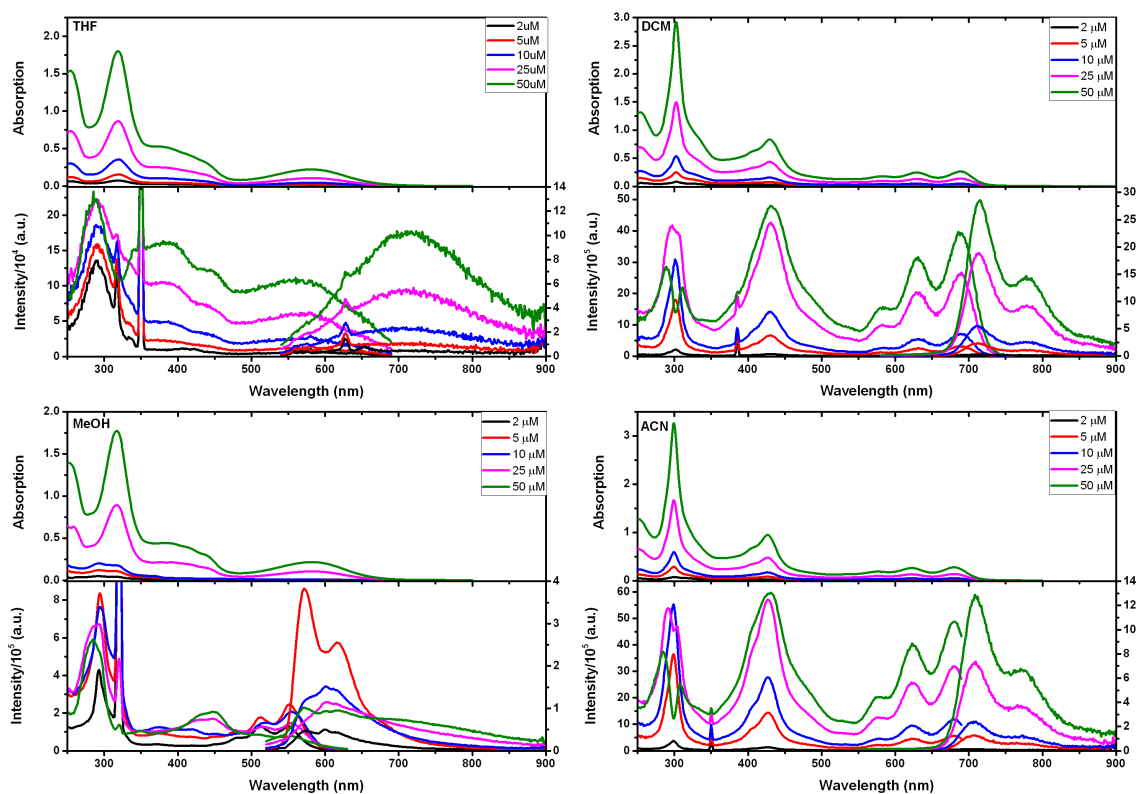 THF
2uM
5uM
10uM
25uM
50uM
Absorption
2.0
1.5
1.0
0.5
0.0
Intensity/10⁴ (a.u.)
20
15
10
5
0
14
12
10
8
6
4
2
0
300 400 500 600 700 800 900
Wavelength (nm)
DCM
2 µM
5 µM
10 µM
25 µM
50 µM
Absorption
3.0
2.5
2.0
1.5
1.0
0.5
0.0
Intensity/10⁵ (a.u.)
50
40
30
20
10
0
30
25
20
15
10
5
0
300 400 500 600 700 800 900
Wavelength (nm)
MeOH
2 µM
5 µM
10 µM
25 µM
50 µM
Absorption
2.0
1.5
1.0
0.5
0.0
Intensity/10⁵ (a.u.)
8
6
4
2
0
4
3
2
1
0
300 400 500 600 700 800 900
Wavelength (nm)
ACN
2 µM
5 µM
10 µM
25 µM
50 µM
Absorption
3
2
1
0
Intensity/10⁵ (a.u.)
60
50
40
30
20
10
0
14
12
10
8
6
4
2
0
300 400 500 600 700 800 900
Wavelength (nm)